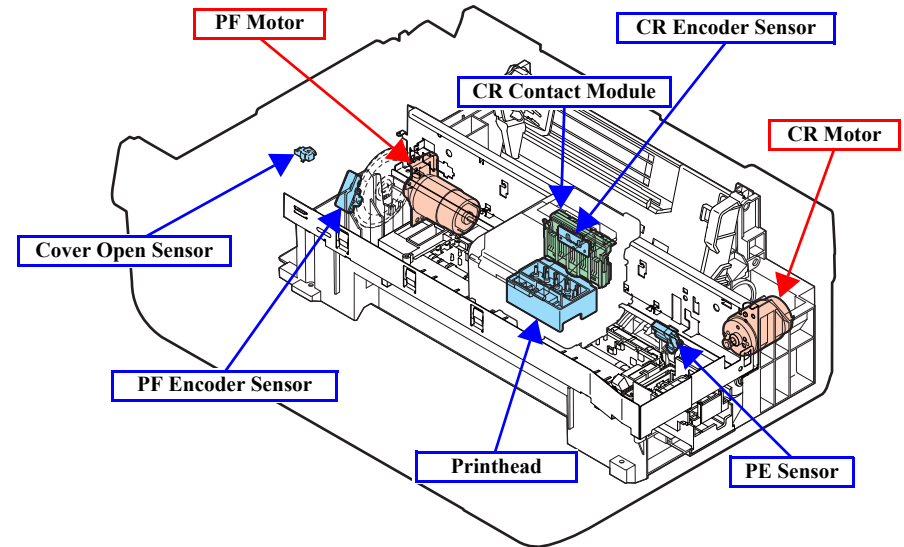 PF Motor
CR Encoder Sensor
CR Contact Module
CR Motor
Cover Open Sensor
PF Encoder Sensor
Printhead
PE Sensor